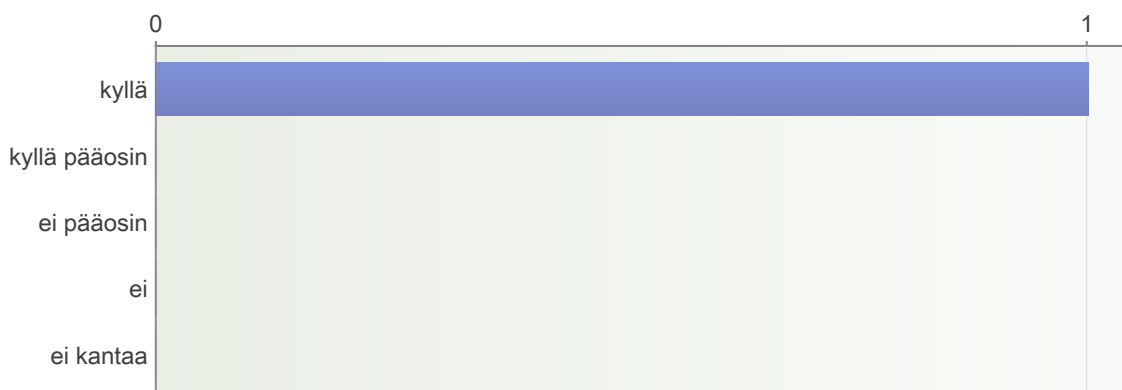 0 1
kyllä
kyllä pääosin
ei pääosin
ei
ei kantaa